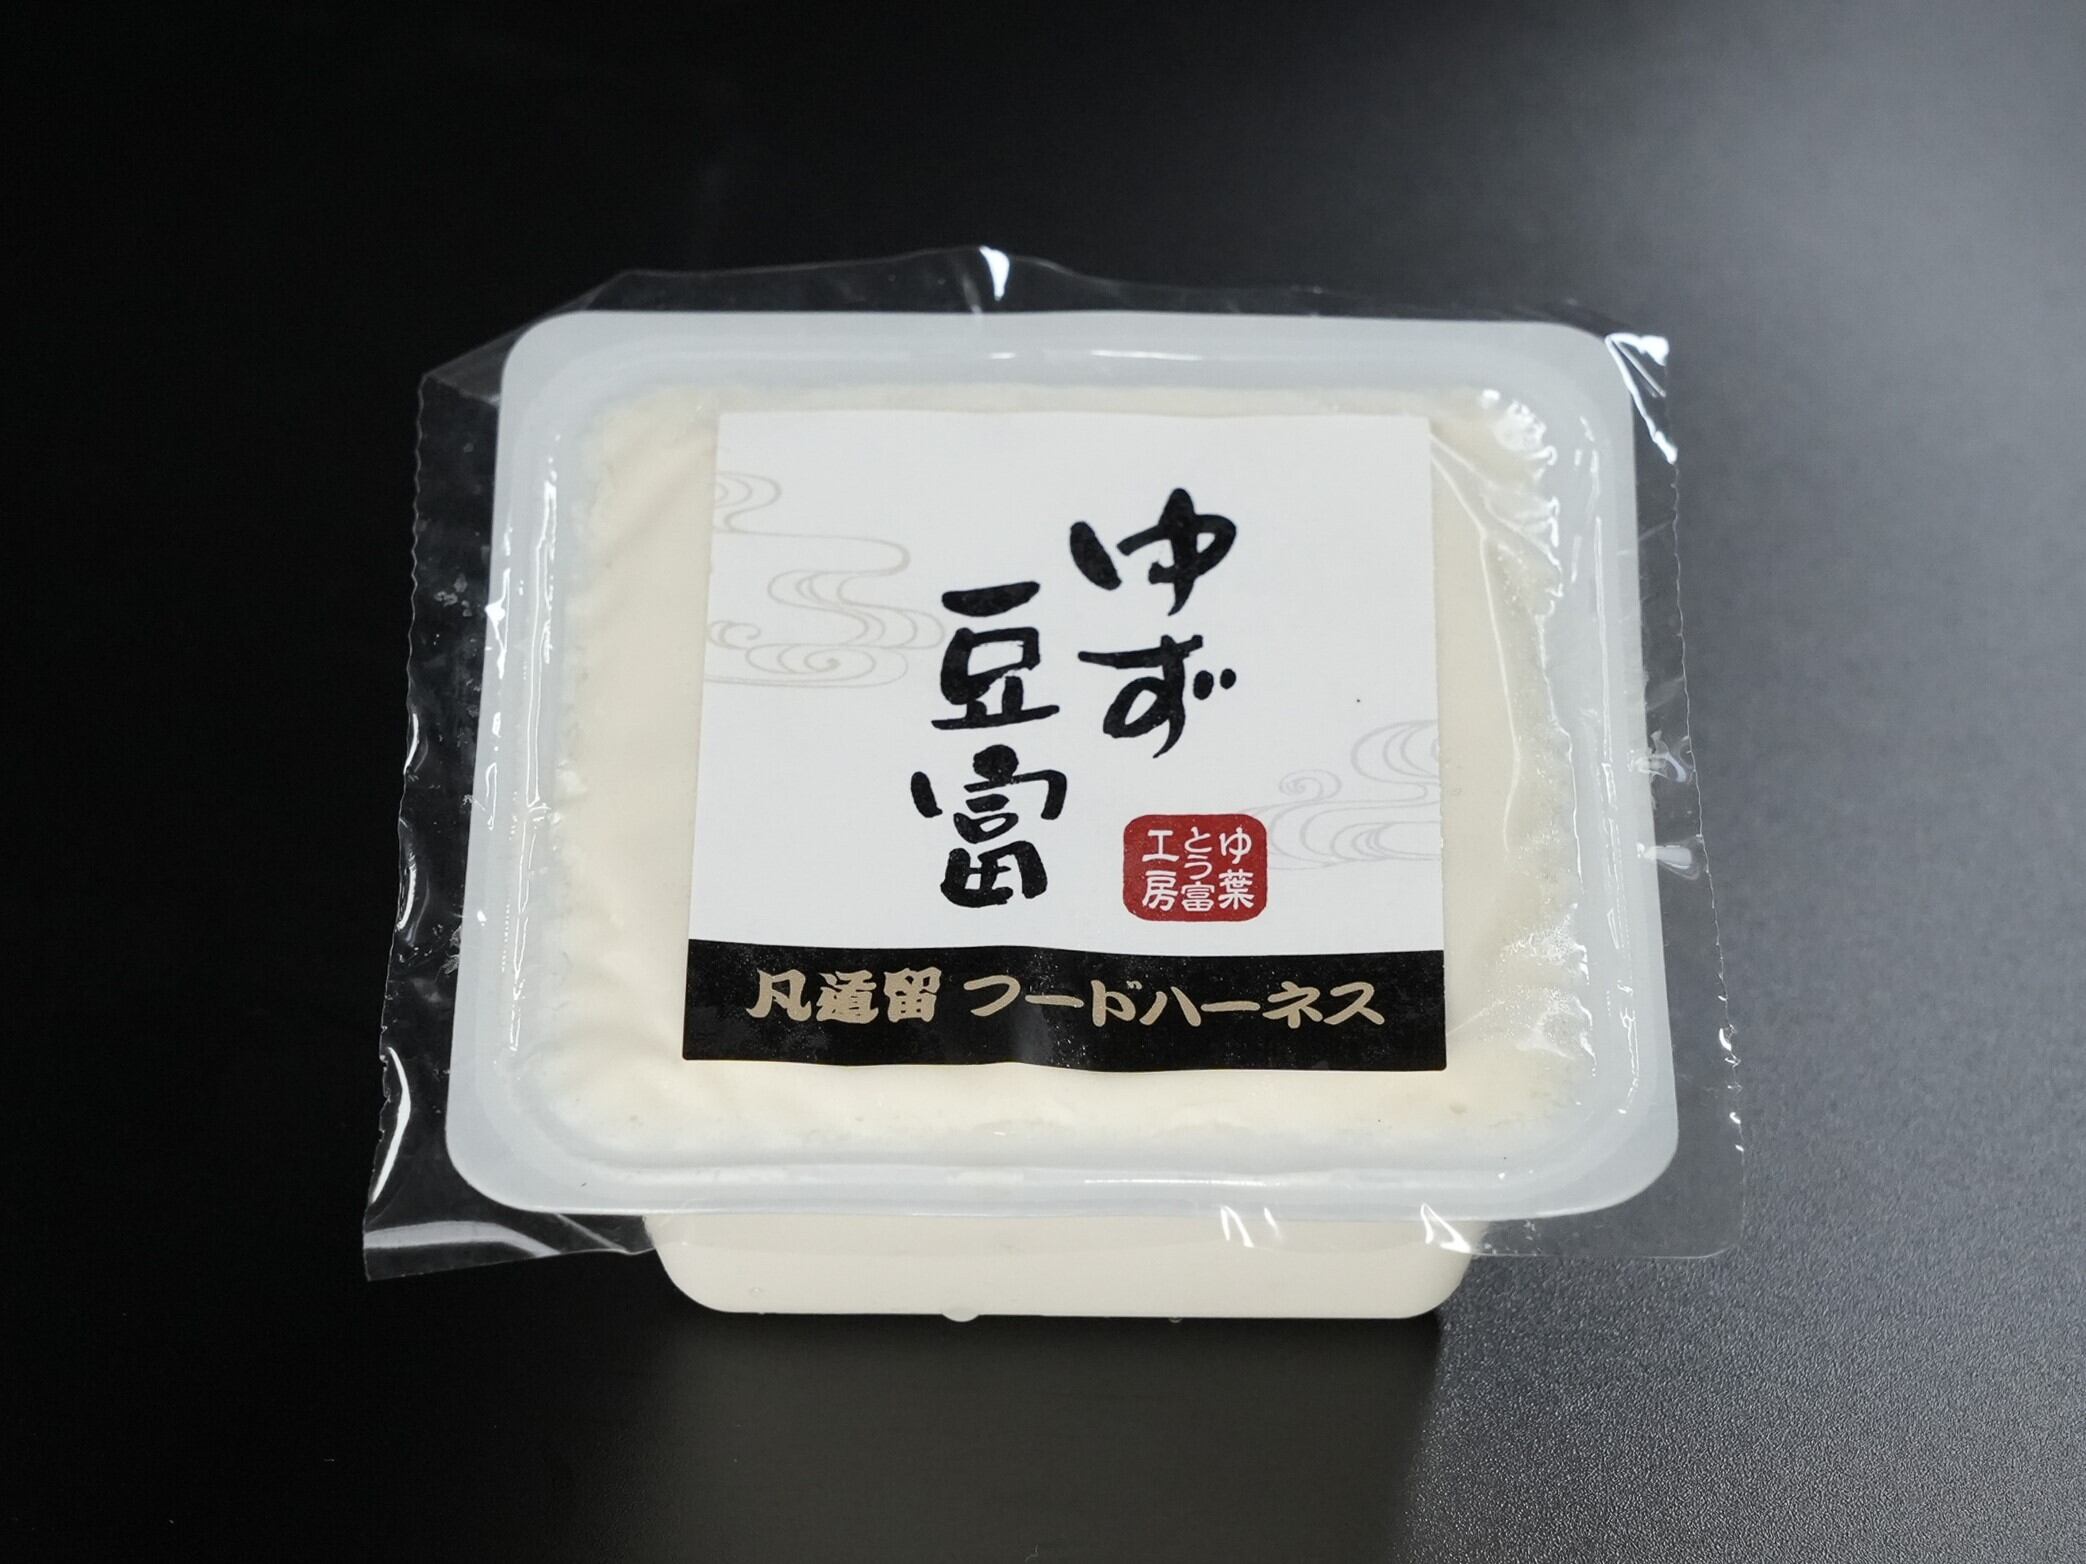 ゆず
豆富
ゆ葉
とう富
工房
凡道留 フードハーネス